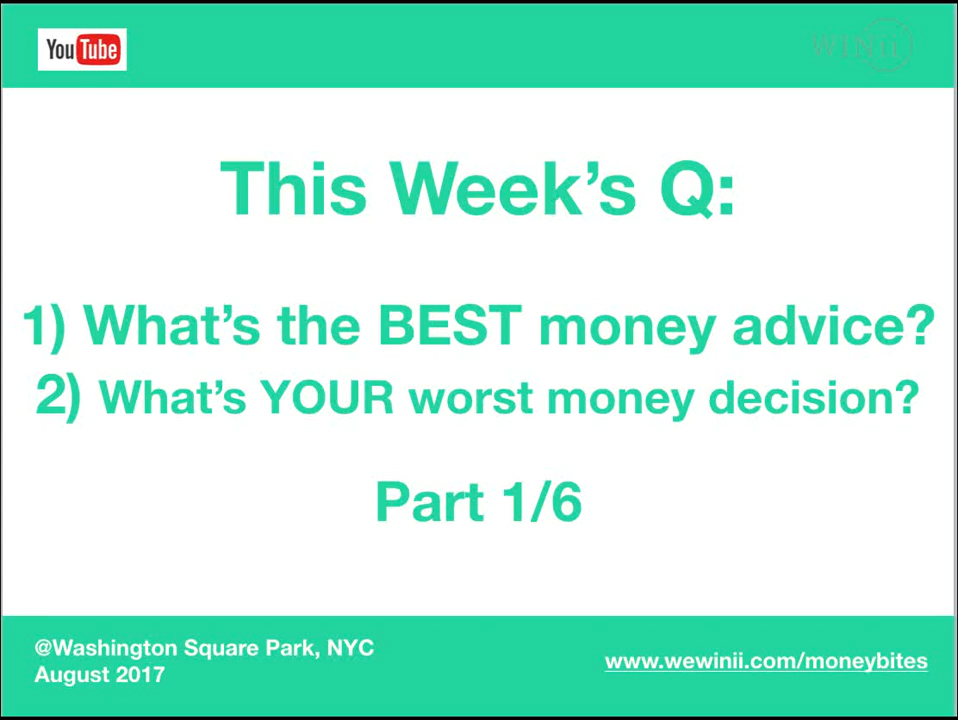 YouTube
WINii
This Week's Q:
1) What's the BEST money advice?
2) What's YOUR worst money decision?
Part 1/6
@Washington Square Park, NYC
August 2017
www.wewinii.com/moneybites